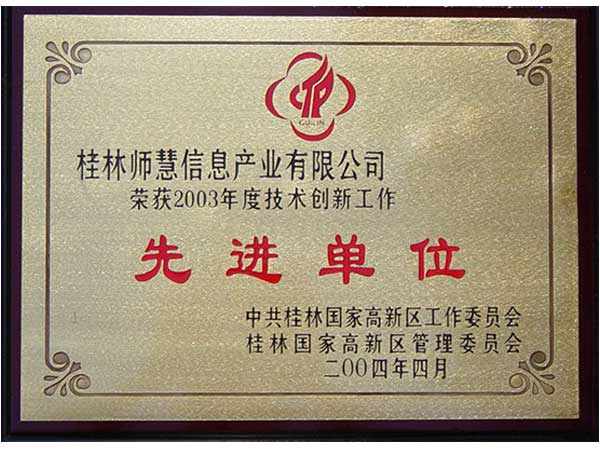 GUILIN
桂林师慧信息产业有限公司
荣获2003年度技术创新工作
先进单位
中共桂林国家高新区工作委员会
桂林国家高新区管理委员会
二〇〇四年四月